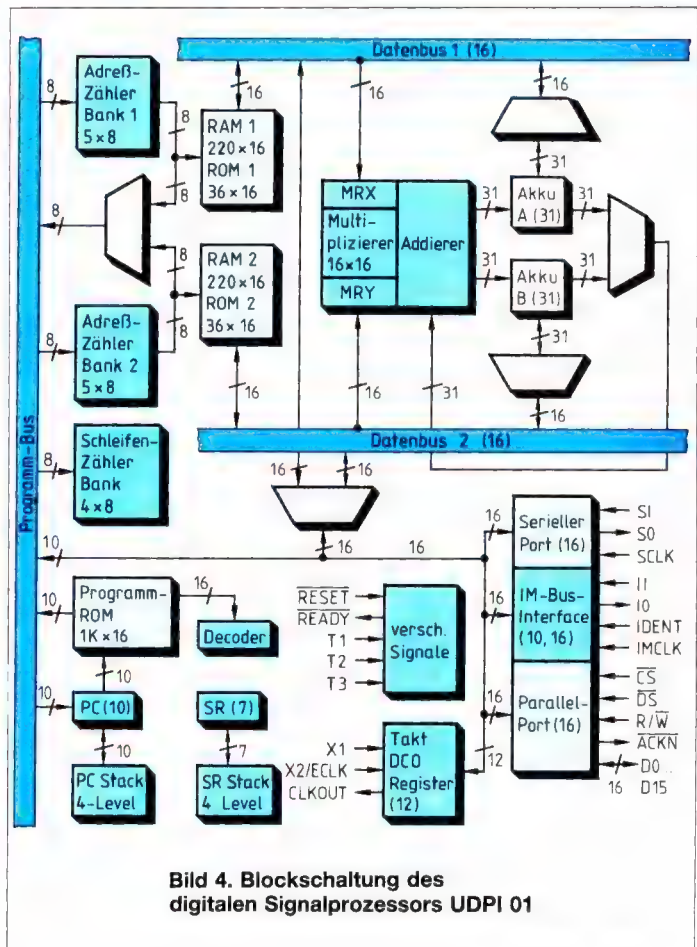 Datenbus 1 (16)
8
Adreß-
Zähler
Bank 1
5×8
8
16
16
16
RAM 1
220×16
ROM 1
36×16
8
31
MRX
Multi-
plizierer
16×16
MRY
Addierer
31
Akku
A (31)
31
31
Akku
B (31)
31
8
8
RAM 2
220×16
ROM 2
36×16
8
8
Adreß-
Zähler
Bank 2
5×8
31
16
16
31
16
Programm-Bus
Datenbus 2 (16)
8
Schleifen-
Zähler
Bank
4×8
16
16
10
16
16
16
Serieller
Port (16)
SI
SO
SCLK
10
Programm-
ROM
1K×16
16
Decoder
RESET
READY
T1
T2
T3
versch.
Signale
16
IM-Bus-
Interface
(10, 16)
II
IO
IDENT
IMCLK
10
10
PC (10)
SR (7)
16
Parallel-
Port (16)
CS
DS
R/W
ACKN
D0...
16 D15
10
7
PC Stack
4-Level
SR Stack
4 Level
X1
X2/ECLK
CLKOUT
Takt
DCO
Register
(12)
12
Bild 4. Blockschaltung des
digitalen Signalprozessors UDPI 01